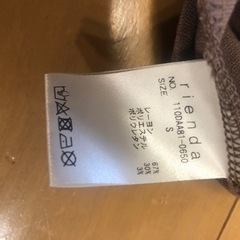 rienda
NO. 110DAA81-0650
SIZE S
レーヨン 67%
ポリエステル 30%
ポリウレタン 3%